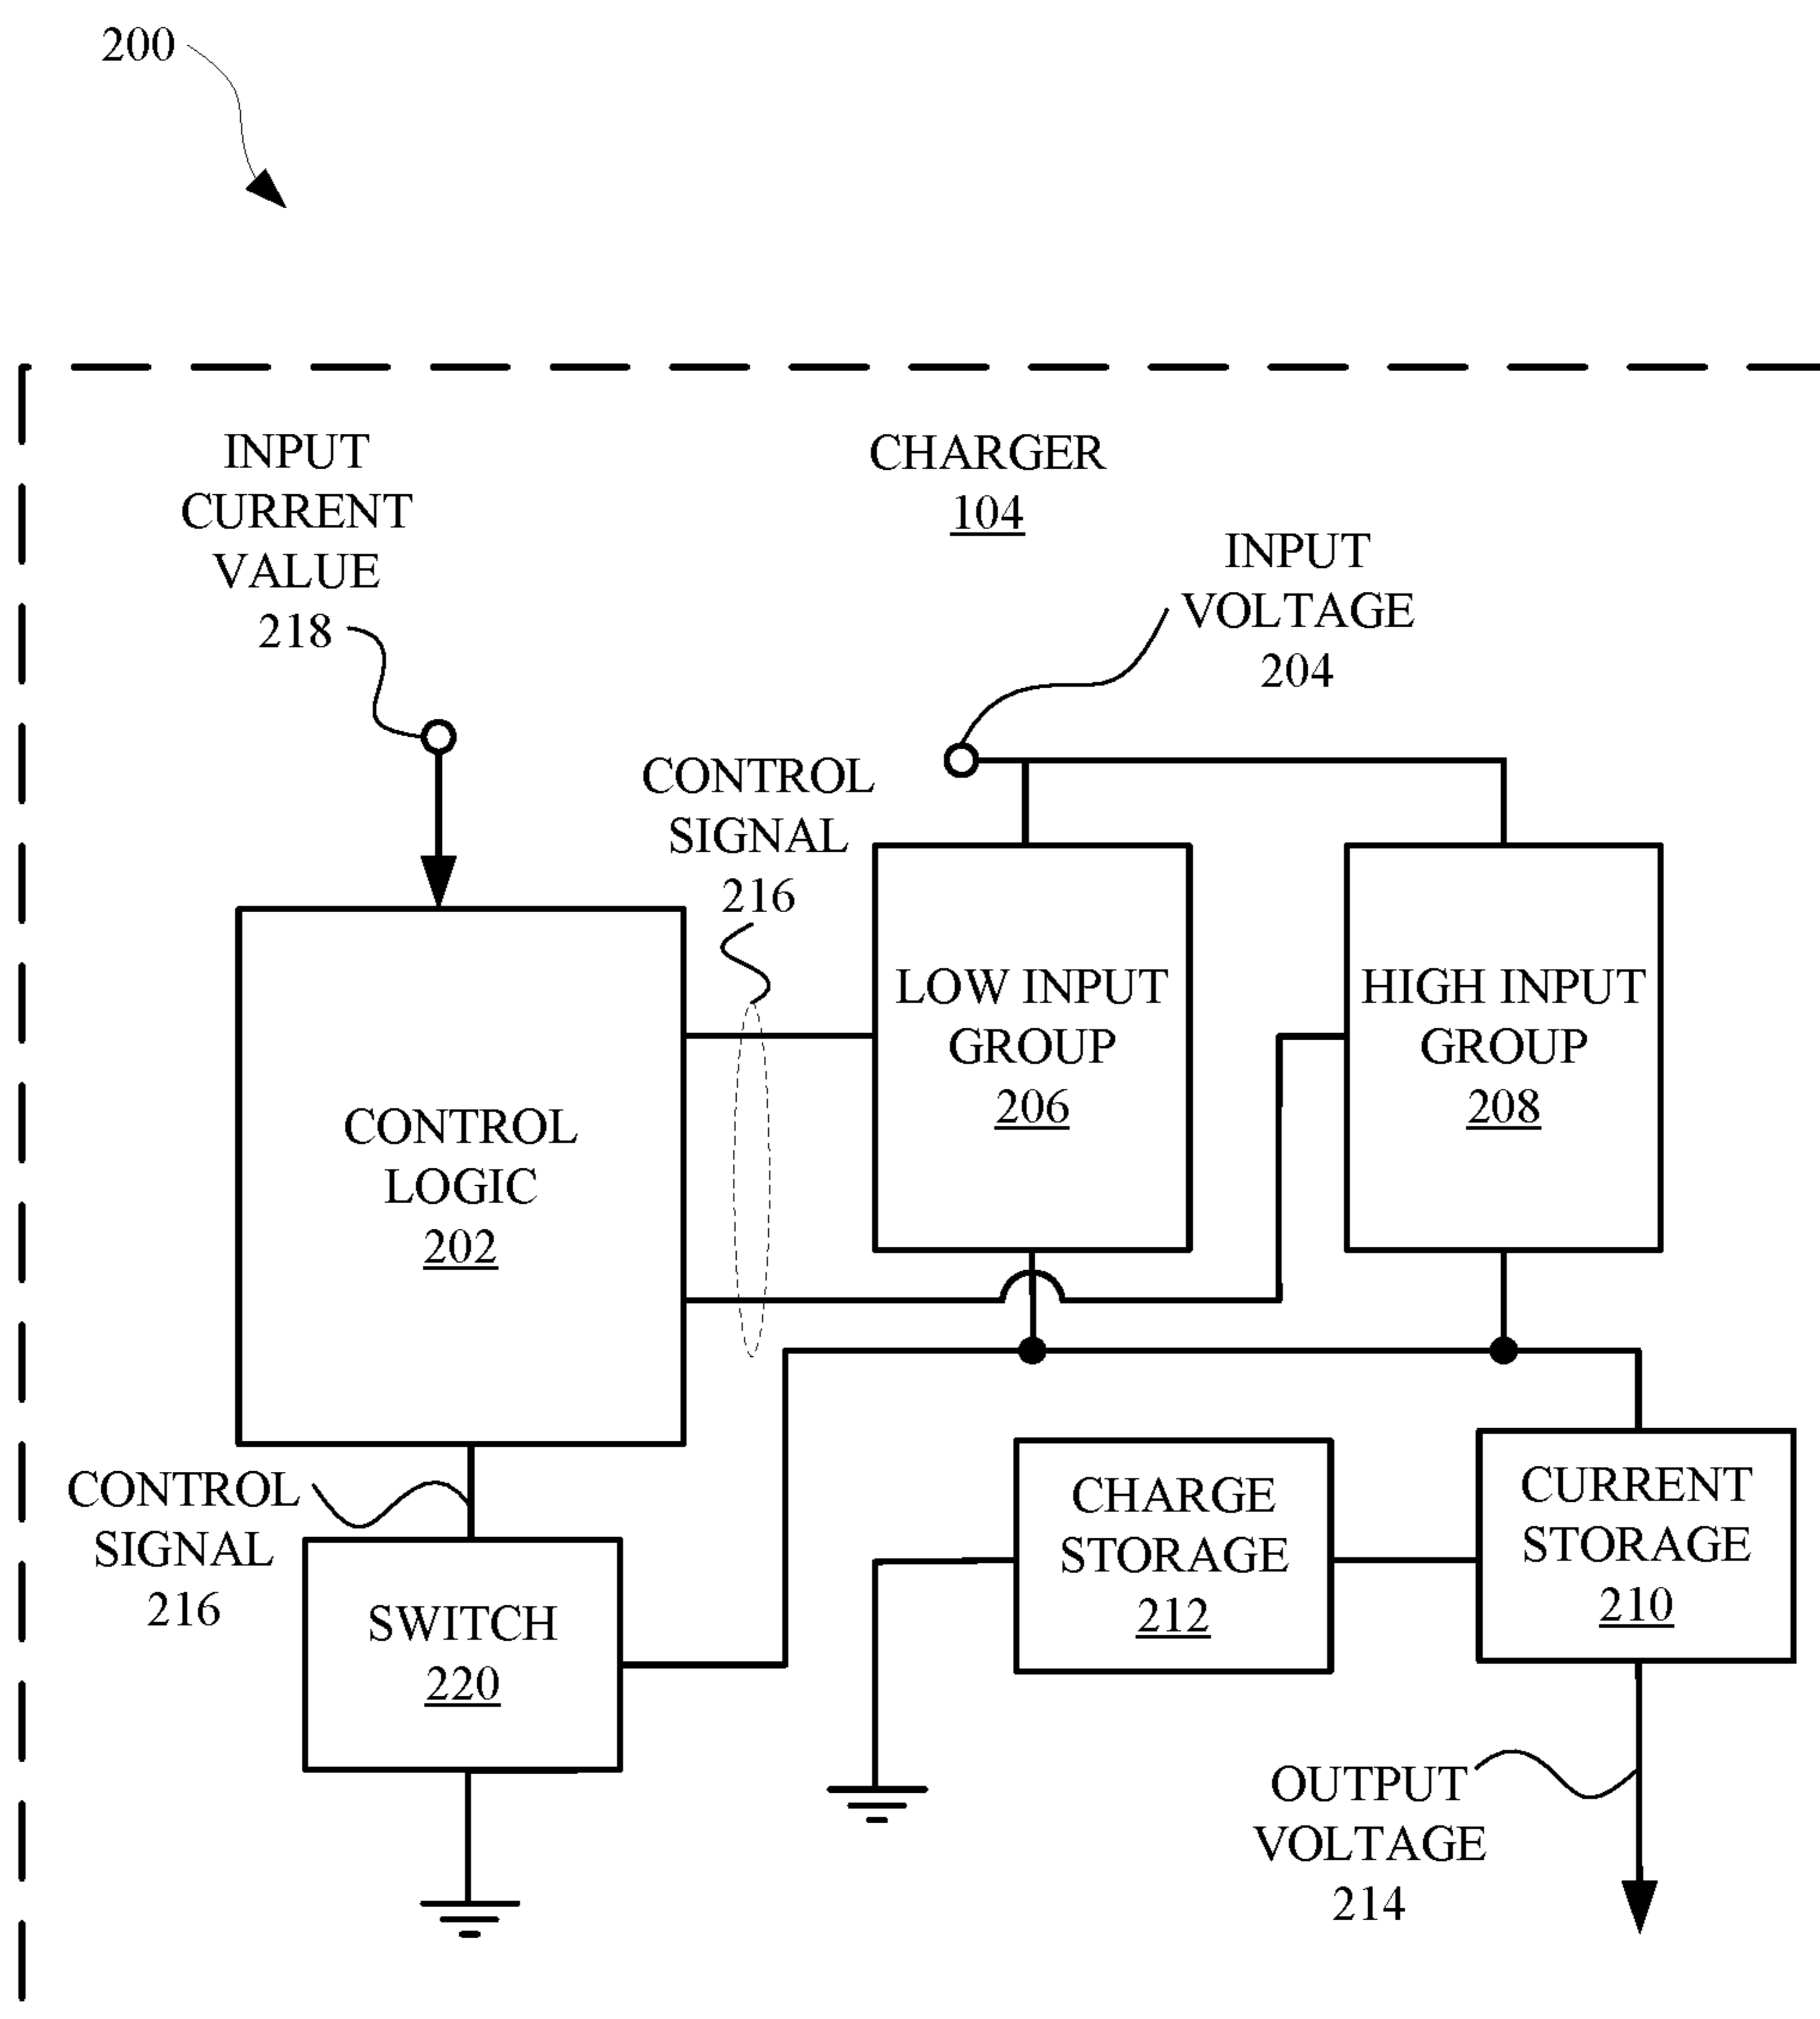 200
INPUT
CURRENT
VALUE
218
CHARGER
104
INPUT
VOLTAGE
204
CONTROL
SIGNAL
216
LOW INPUT
GROUP
206
HIGH INPUT
GROUP
208
CONTROL
LOGIC
202
CONTROL
SIGNAL
216
SWITCH
220
CHARGE
STORAGE
212
CURRENT
STORAGE
210
OUTPUT
VOLTAGE
214